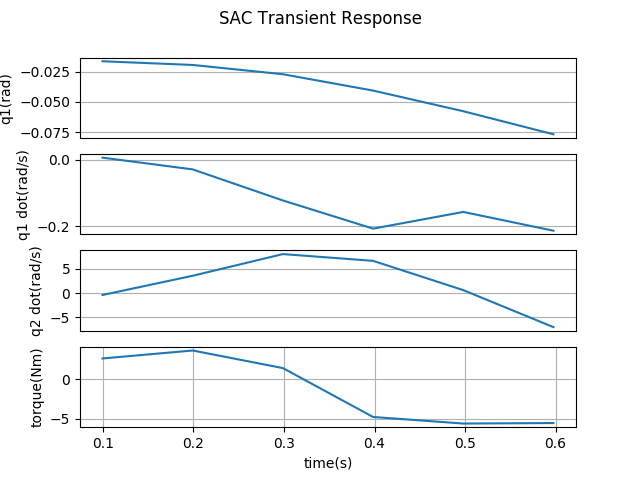 SAC Transient Response
q1(rad)
−0.025
−0.050
−0.075
q1 dot(rad/s)
0.0
−0.2
q2 dot(rad/s)
5
0
−5
torque(Nm)
0
−5
0.1 0.2 0.3 0.4 0.5 0.6
time(s)